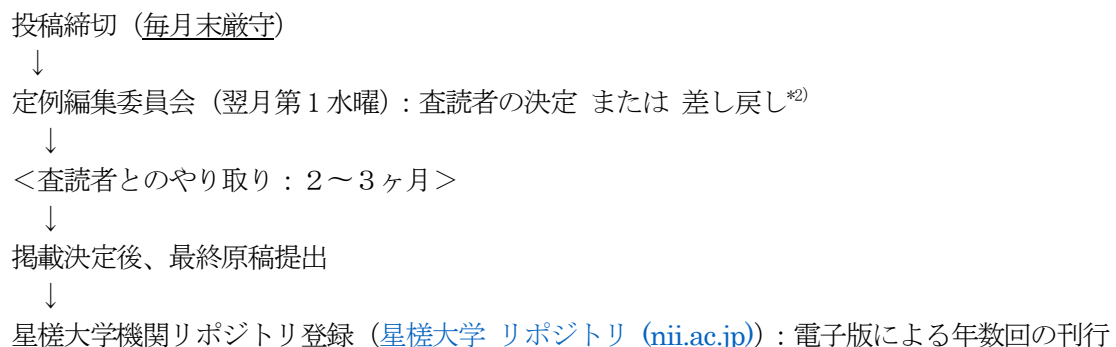 投稿締切（毎月末厳守）
↓
定例編集委員会（翌月第１水曜）：査読者の決定 または 差し戻し*2)
↓
＜査読者とのやり取り：２～３ヶ月＞
↓
掲載決定後、最終原稿提出
↓
星槎大学機関リポジトリ登録（星槎大学 リポジトリ (nii.ac.jp)）：電子版による年数回の刊行